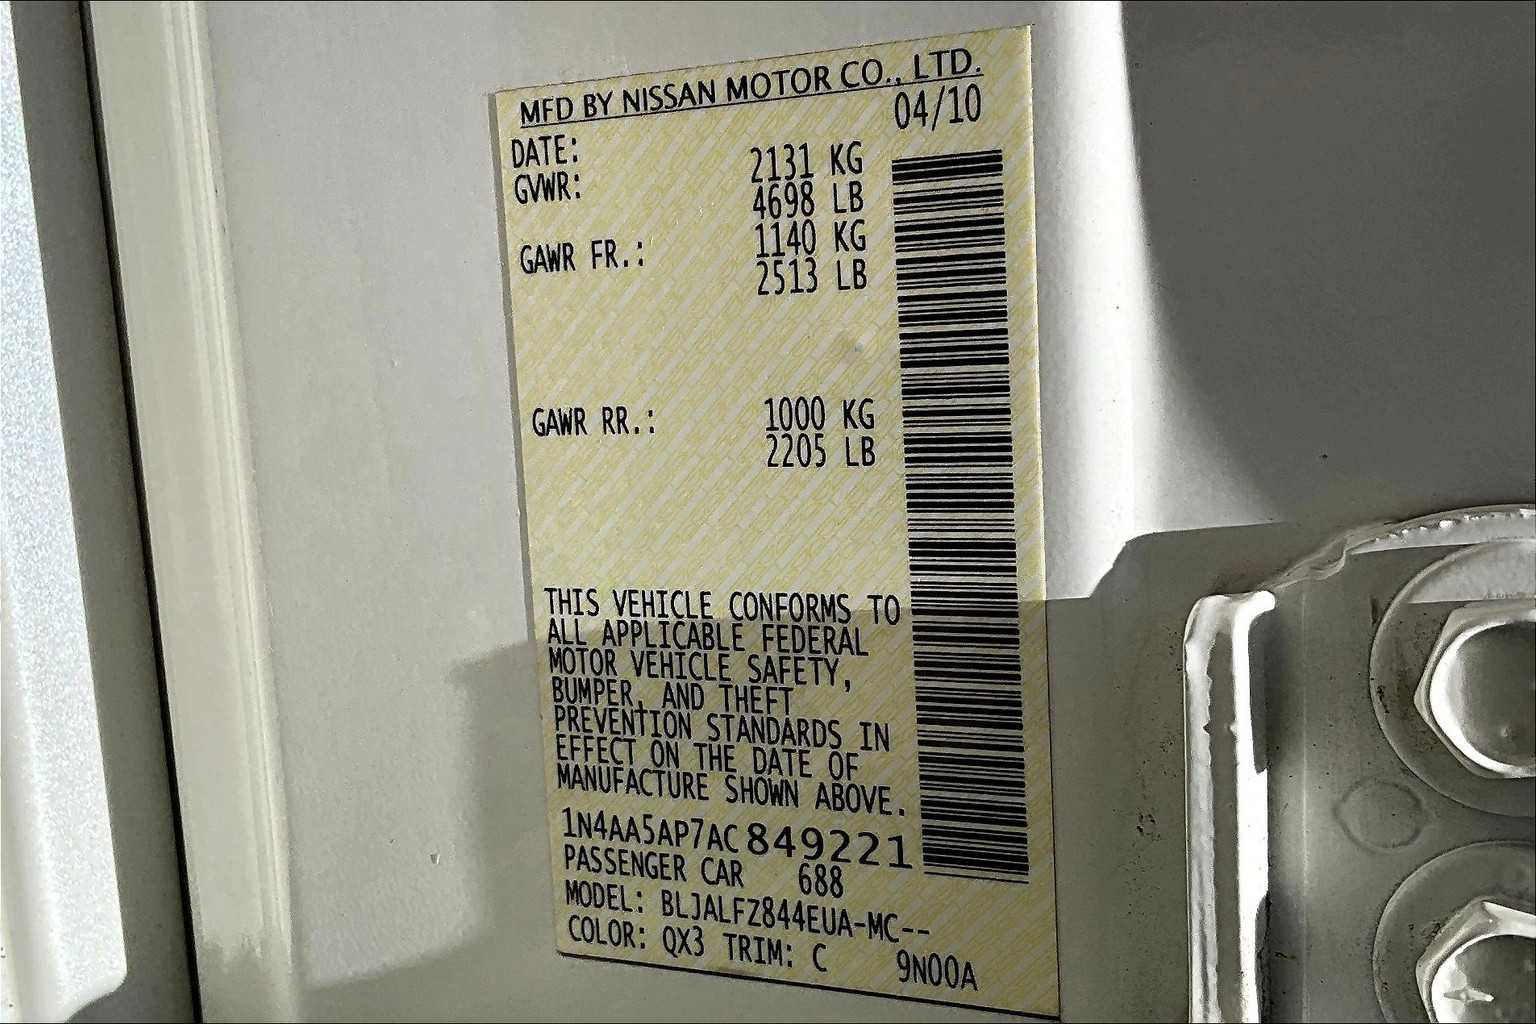 MFD BY NISSAN MOTOR CO., LTD.
DATE: 04/10
GVWR: 2131 KG
4698 LB
GAWR FR.: 1140 KG
2513 LB
GAWR RR.: 1000 KG
2205 LB
THIS VEHICLE CONFORMS TO
ALL APPLICABLE FEDERAL
MOTOR VEHICLE SAFETY,
BUMPER, AND THEFT
PREVENTION STANDARDS IN
EFFECT ON THE DATE OF
MANUFACTURE SHOWN ABOVE.
1N4AA5AP7AC849221
PASSENGER CAR 688
MODEL: BLJALFZ844EUA-MC--
COLOR: QX3 TRIM: C 9N00A